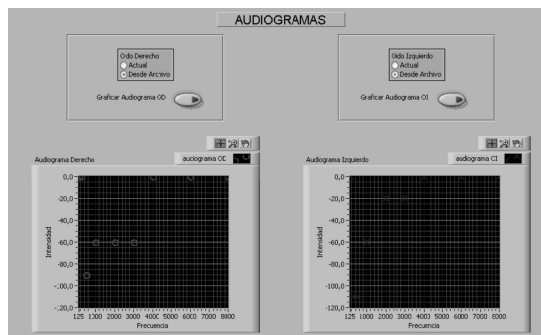 AUDIOGRAMAS
Oido Derecho
Actual
Desde Archivo
Graficar Audiograma OD
Oido Izquierdo
Actual
Desde Archivo
Graficar Audiograma OI
Audiograma Derecho
audiograma OD
0,0
-20,0
-40,0
-60,0
-80,0
-100,0
-120,0
Intensidad
125 1000 2000 3000 4000 5000 6000 7000 8000
Frecuencia
Audiograma Izquierdo
audiograma OI
0,0
-20,0
-40,0
-60,0
-80,0
-100,0
-120,0
Intensidad
125 1000 2000 3000 4000 5000 6000 7000 8000
Frecuencia